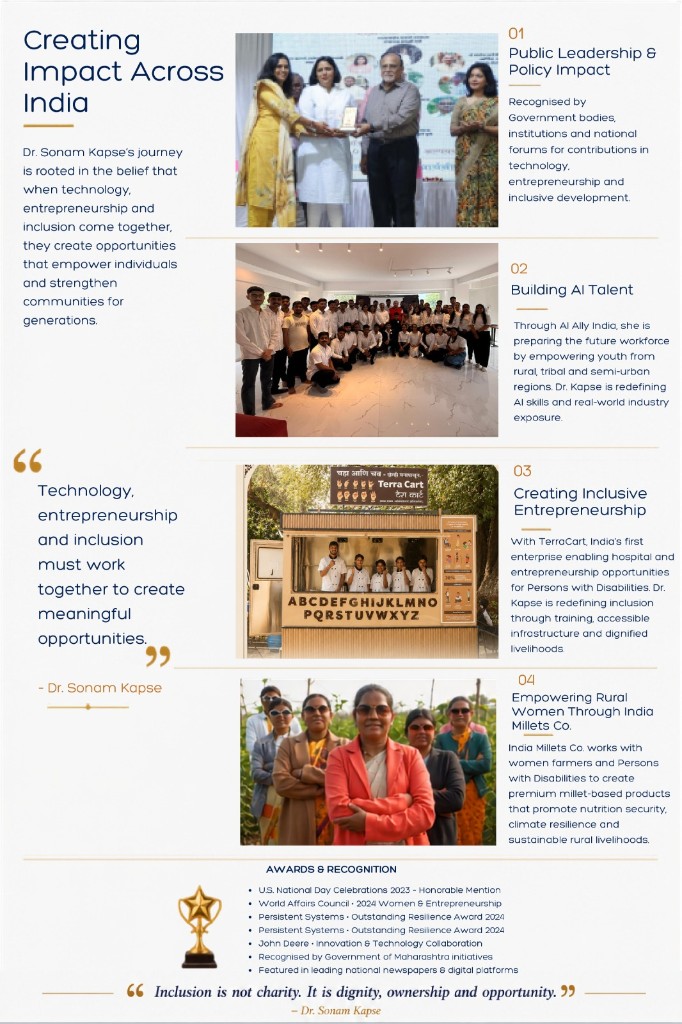 Creating
Impact Across
India
Dr. Sonam Kapse's journey
is rooted in the belief that
when technology,
entrepreneurship and
inclusion come together,
they create opportunities
that empower individuals
and strengthen
communities for
generations.
“
Technology,
entrepreneurship
and inclusion
must work
together to create
meaningful
opportunities.
”
- Dr. Sonam Kapse
01
Public Leadership &
Policy Impact
Recognised by
Government bodies,
institutions and national
forums for contributions in
technology,
entrepreneurship and
inclusive development.
02
Building AI Talent
Through AI Ally India, she is
preparing the future workforce
by empowering youth from
rural, tribal and semi-urban
regions. Dr. Kapse is redefining
AI skills and real-world industry
exposure.
चहा आणि चव -
Terra Cart
टेरा कार्ट
ABCDEFGHIJKLMNO
PQRSTUVWXYZ
03
Creating Inclusive
Entrepreneurship
With TerraCart, India's first
enterprise enabling hospital and
entrepreneurship opportunities
for Persons with Disabilities. Dr.
Kapse is redefining inclusion
through training, accessible
infrastructure and dignified
livelihoods.
04
Empowering Rural
Women Through India
Millets Co.
India Millets Co. works with
women farmers and Persons
with Disabilities to create
premium millet-based products
that promote nutrition security,
climate resilience and
sustainable rural livelihoods.
AWARDS & RECOGNITION
• U.S. National Day Celebrations 2023 - Honorable Mention
• World Affairs Council • 2024 Women & Entrepreneurship
• Persistent Systems • Outstanding Resilience Award 2024
• Persistent Systems • Outstanding Resilience Award 2024
• John Deere • Innovation & Technology Collaboration
• Recognised by Government of Maharashtra initiatives
• Featured in leading national newspapers & digital platforms
“ Inclusion is not charity. It is dignity, ownership and opportunity. ”
– Dr. Sonam Kapse